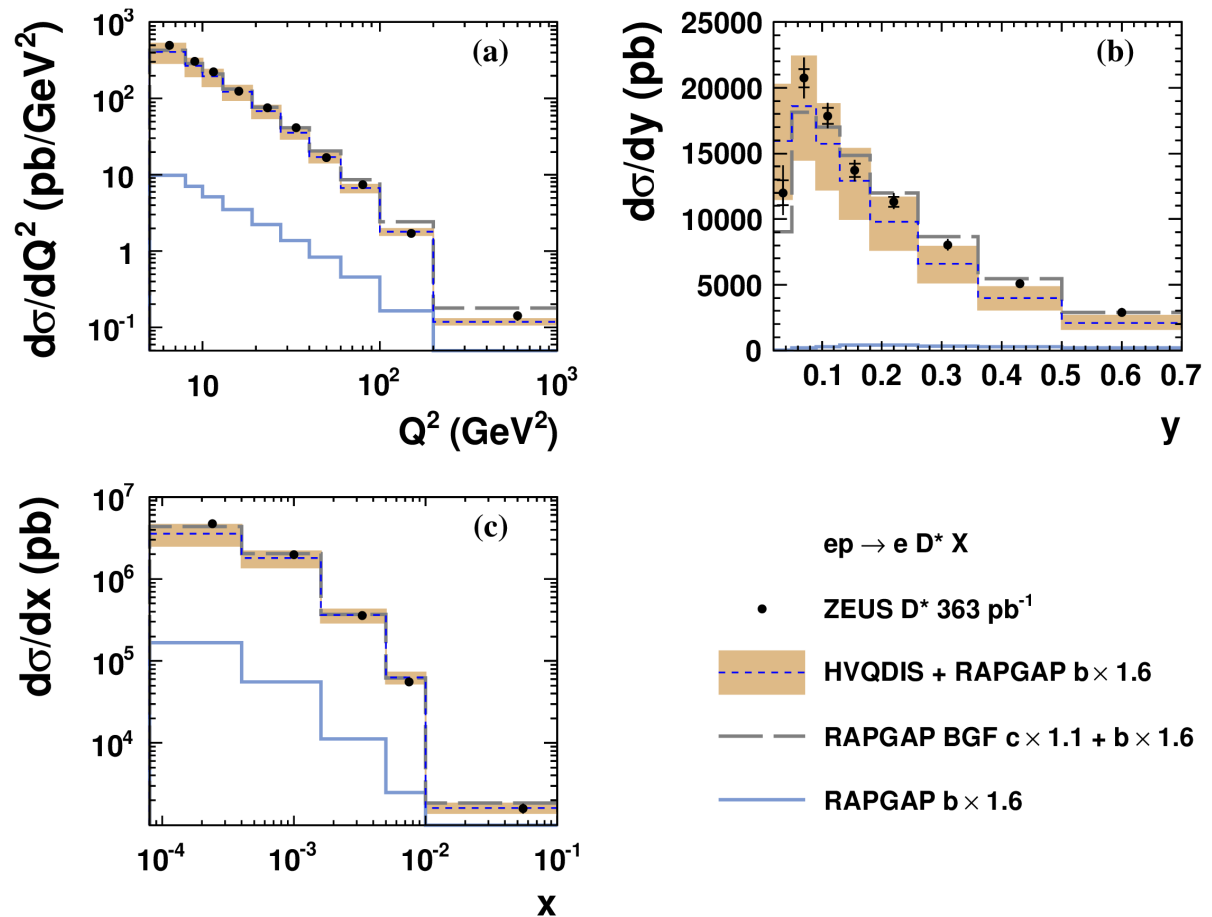 dσ/dQ² (pb/GeV²)
10³
10²
10
1
10⁻¹
(a)
10
10²
10³
Q² (GeV²)
dσ/dy (pb)
25000
20000
15000
10000
5000
0
(b)
0.1 0.2 0.3 0.4 0.5 0.6 0.7
y
dσ/dx (pb)
10⁷
10⁶
10⁵
10⁴
(c)
10⁻⁴
10⁻³
10⁻²
10⁻¹
x
ep → e D* X
ZEUS D* 363 pb⁻¹
HVQDIS + RAPGAP b × 1.6
RAPGAP BGF c × 1.1 + b × 1.6
RAPGAP b × 1.6